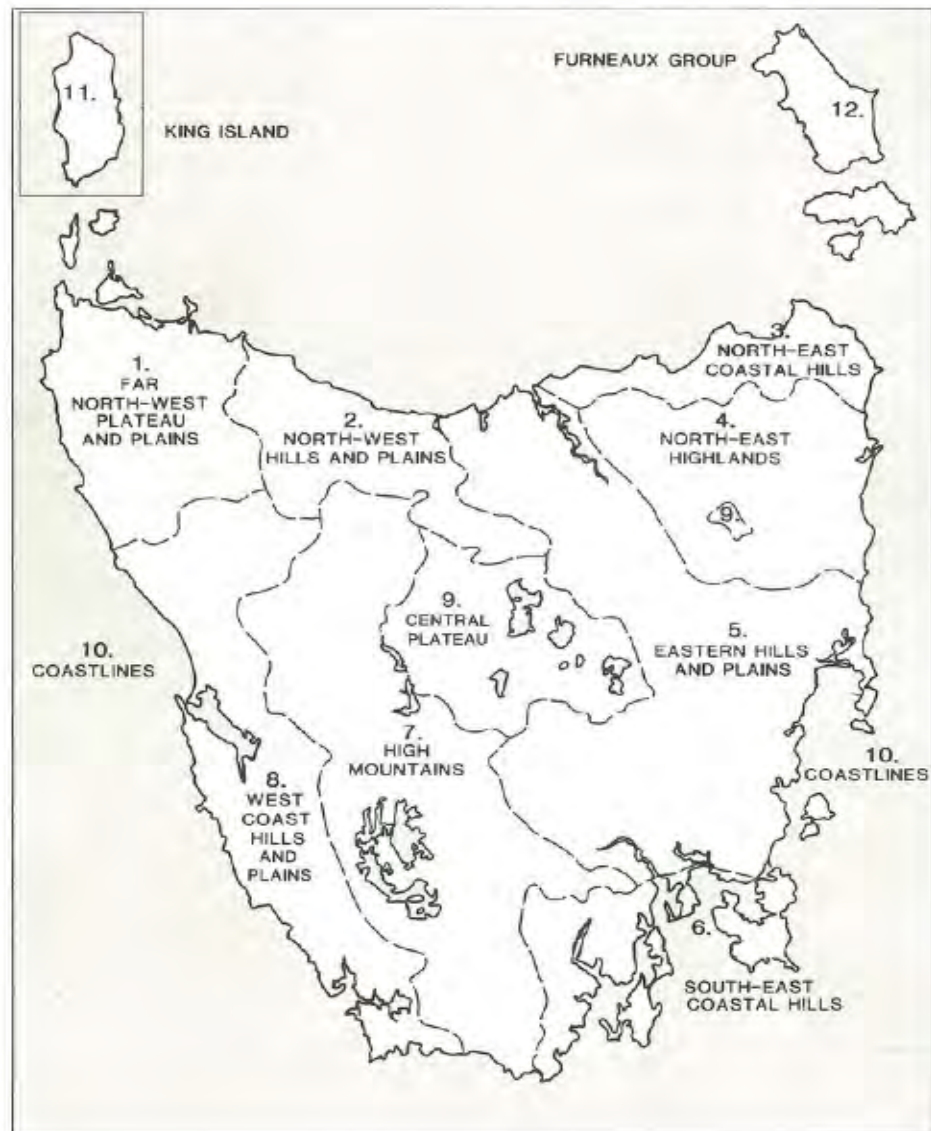 11.
KING ISLAND
FURNEAUX GROUP
12.
1.
FAR
NORTH-WEST
PLATEAU
AND PLAINS
2.
NORTH-WEST
HILLS AND PLAINS
3.
NORTH-EAST
COASTAL HILLS
4.
NORTH-EAST
HIGHLANDS
9.
9.
CENTRAL
PLATEAU
5.
EASTERN HILLS
AND PLAINS
10.
COASTLINES
7.
HIGH
MOUNTAINS
10.
COASTLINES
8.
WEST
COAST
HILLS
AND
PLAINS
6.
SOUTH-EAST
COASTAL HILLS